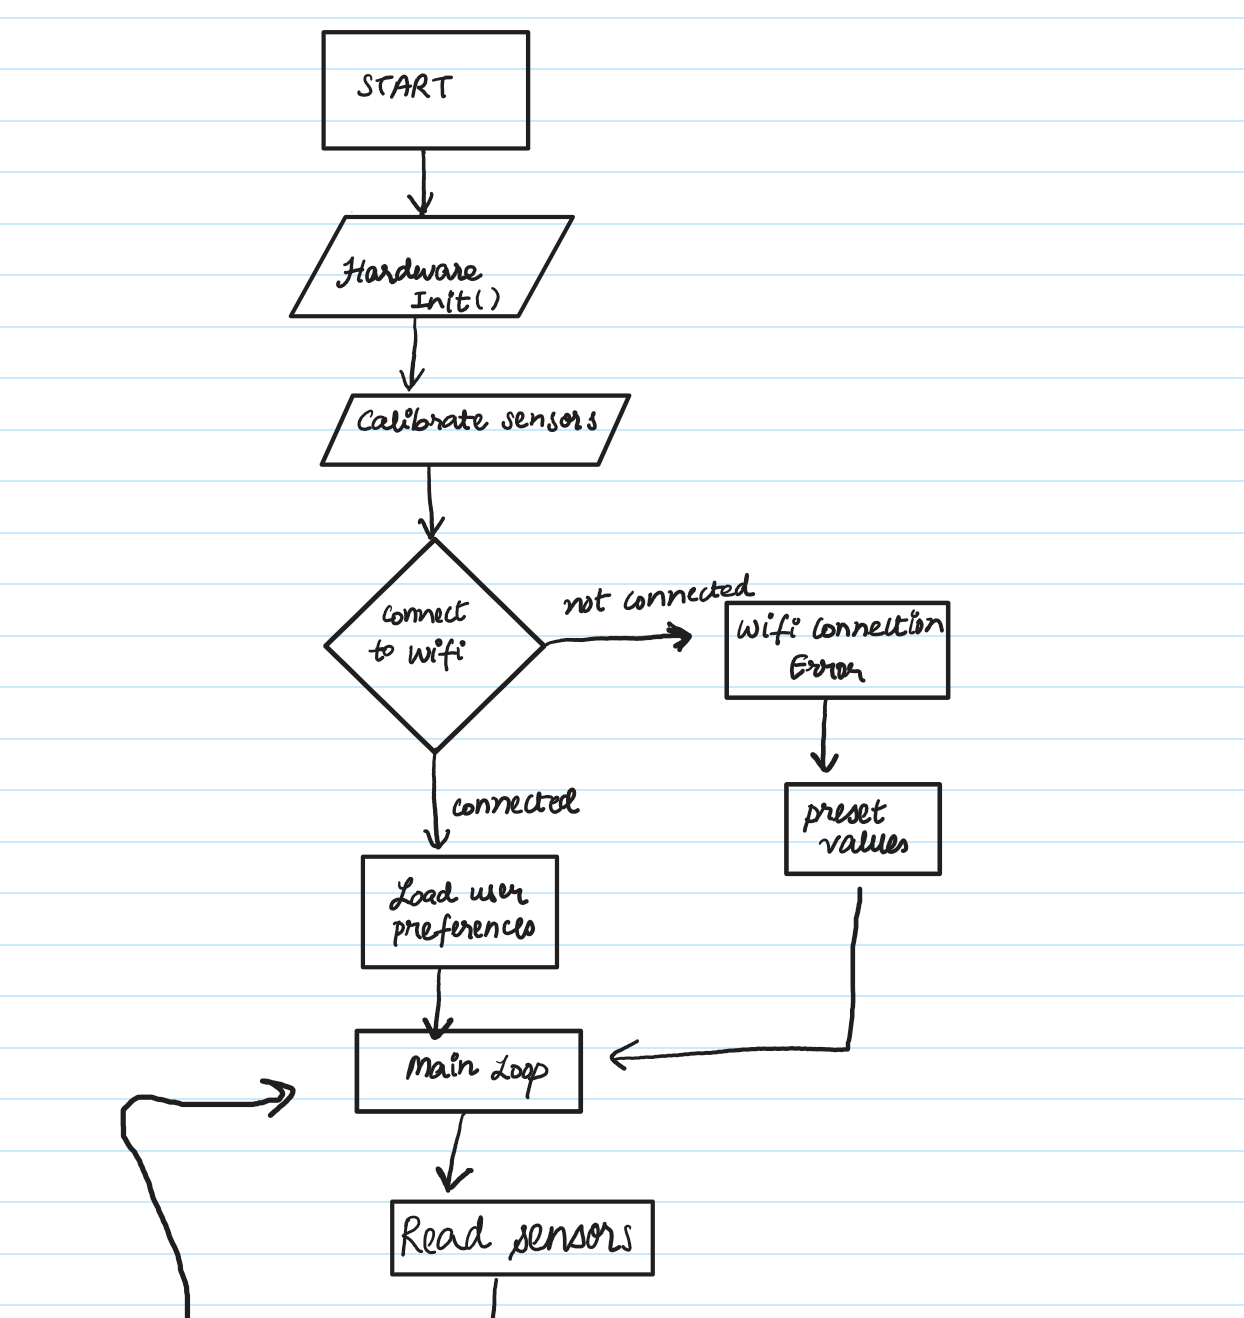 START
Hardware
Init()
Calibrate sensors
connect
to wifi
not connected
wifi connection
Error
connected
preset
values
Load user
preferences
Main Loop
Read sensors